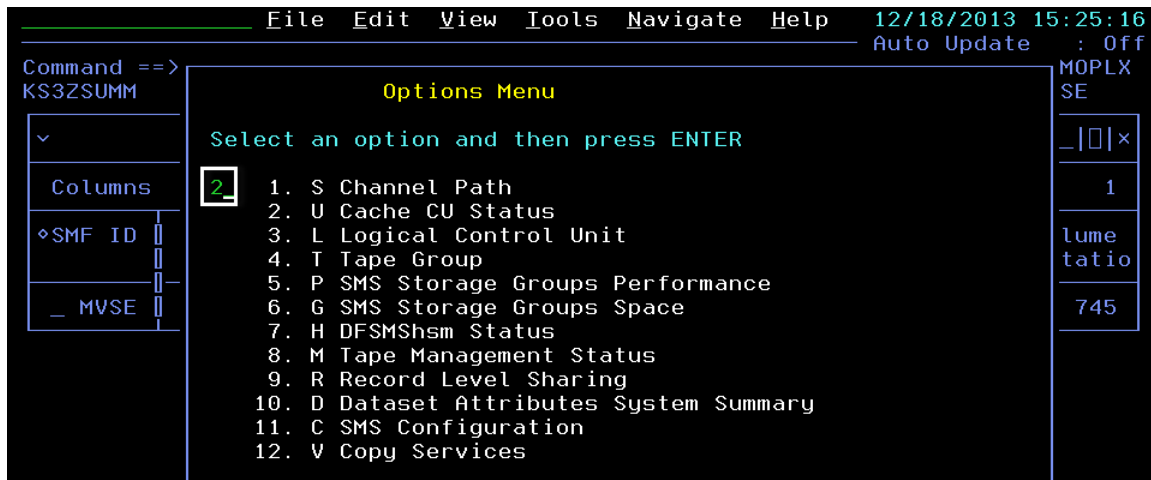 File Edit View Tools Navigate Help 12/18/2013 15:25:16
Auto Update : Off
Command ==> MOPLX
KS3ZSUMM Options Menu SE
Select an option and then press ENTER
Columns 2 1. S Channel Path 1
2. U Cache CU Status
◇SMF ID 3. L Logical Control Unit lume
4. T Tape Group tatio
5. P SMS Storage Groups Performance
_ MVSE 6. G SMS Storage Groups Space 745
7. H DFSMShsm Status
8. M Tape Management Status
9. R Record Level Sharing
10. D Dataset Attributes System Summary
11. C SMS Configuration
12. V Copy Services